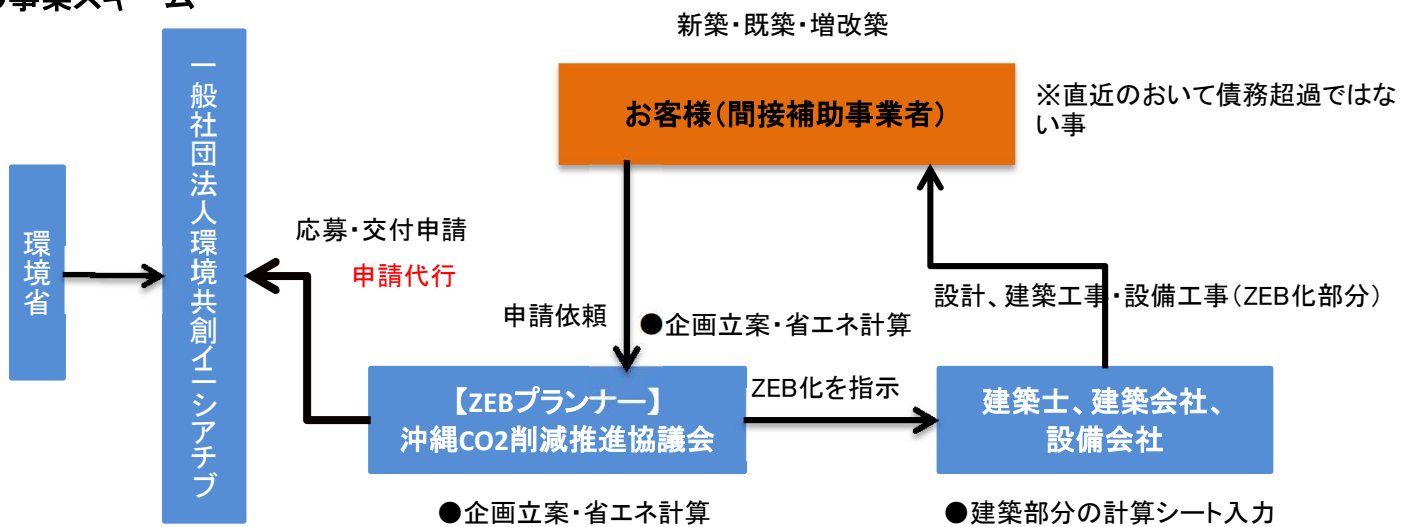 事業スキーム
新築・既築・増改築
お客様(間接補助事業者)
※直近のおいて債務超過ではな
い事
環境省
一般社団法人環境共創イニーシアチブ
応募・交付申請
申請代行
申請依頼
●企画立案・省エネ計算
設計、建築工事・設備工事(ZEB化部分)
【ZEBプランナー】
沖縄CO2削減推進協議会
ZEB化を指示
建築士、建築会社、
設備会社
●企画立案・省エネ計算
●建築部分の計算シート入力